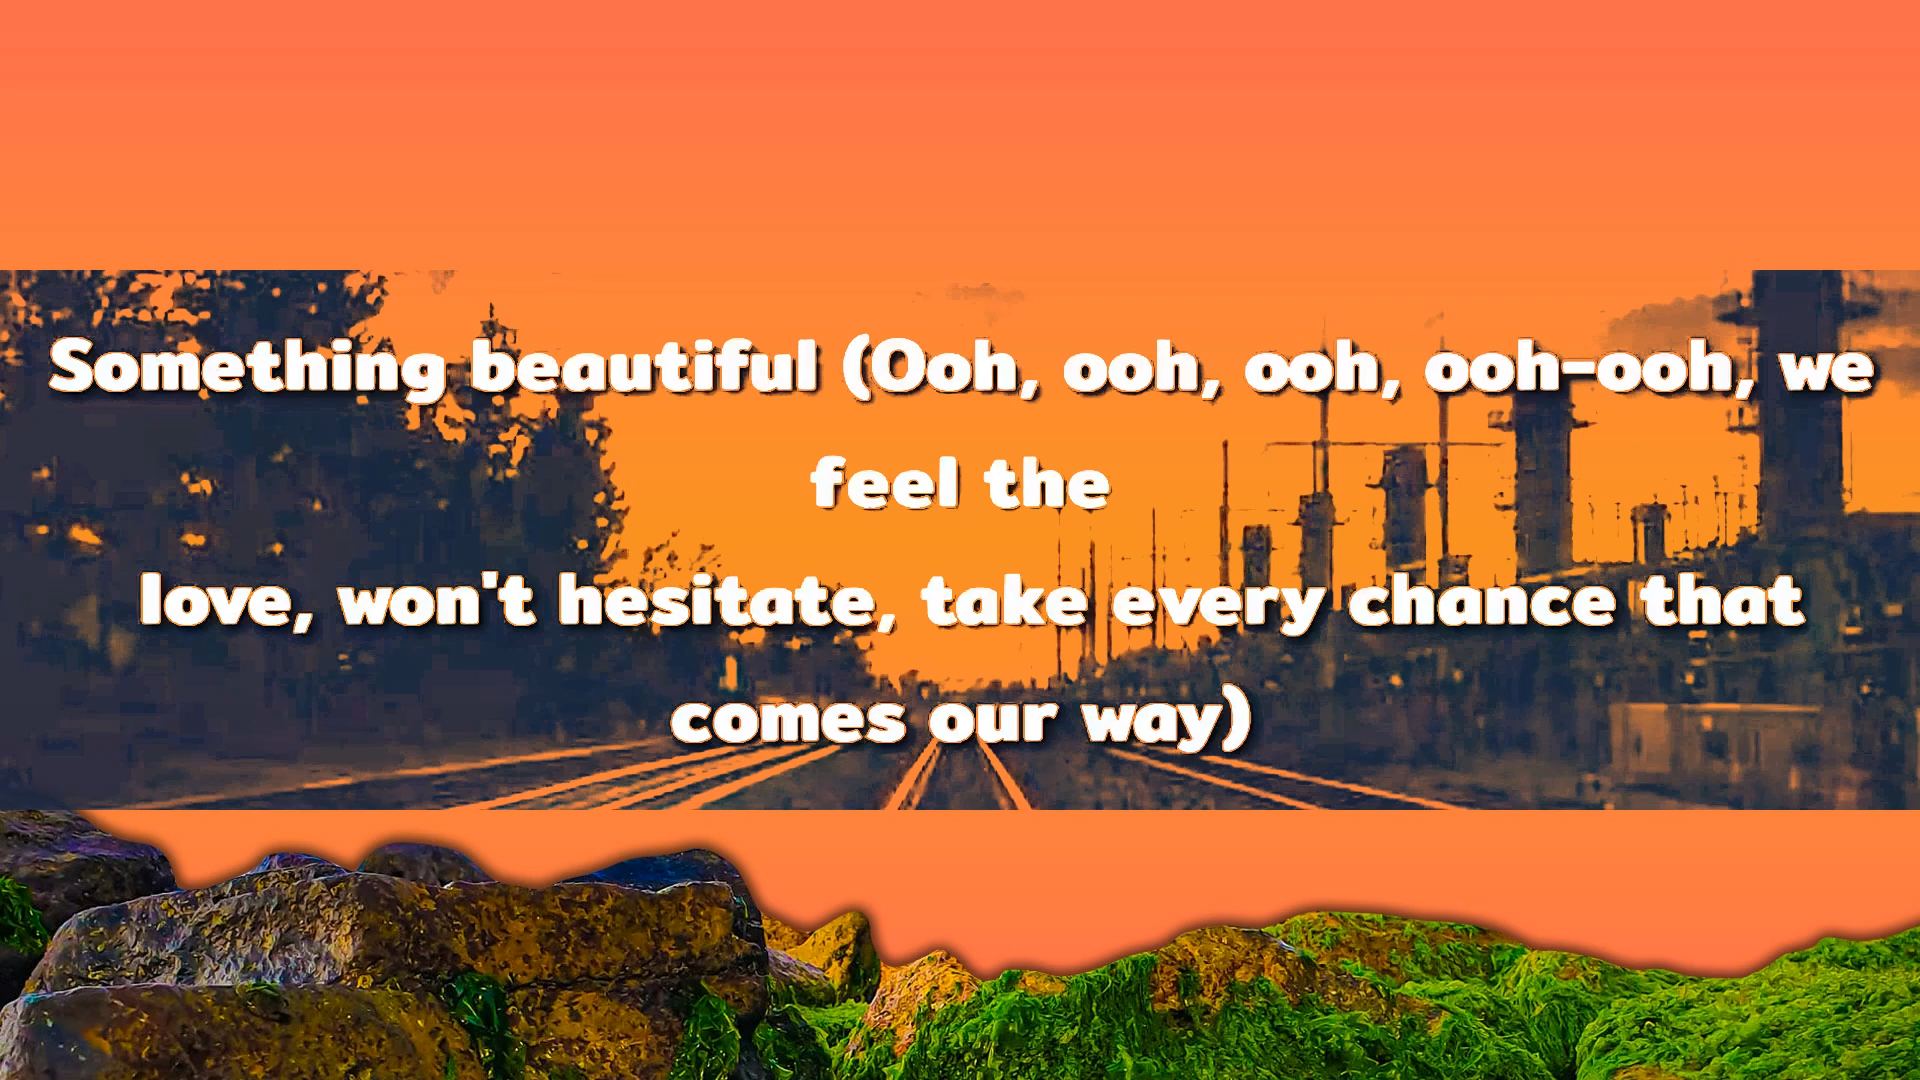 Something beautiful (Ooh, ooh, ooh, ooh-ooh, we
feel the
love, won't hesitate, take every chance that
comes our way)